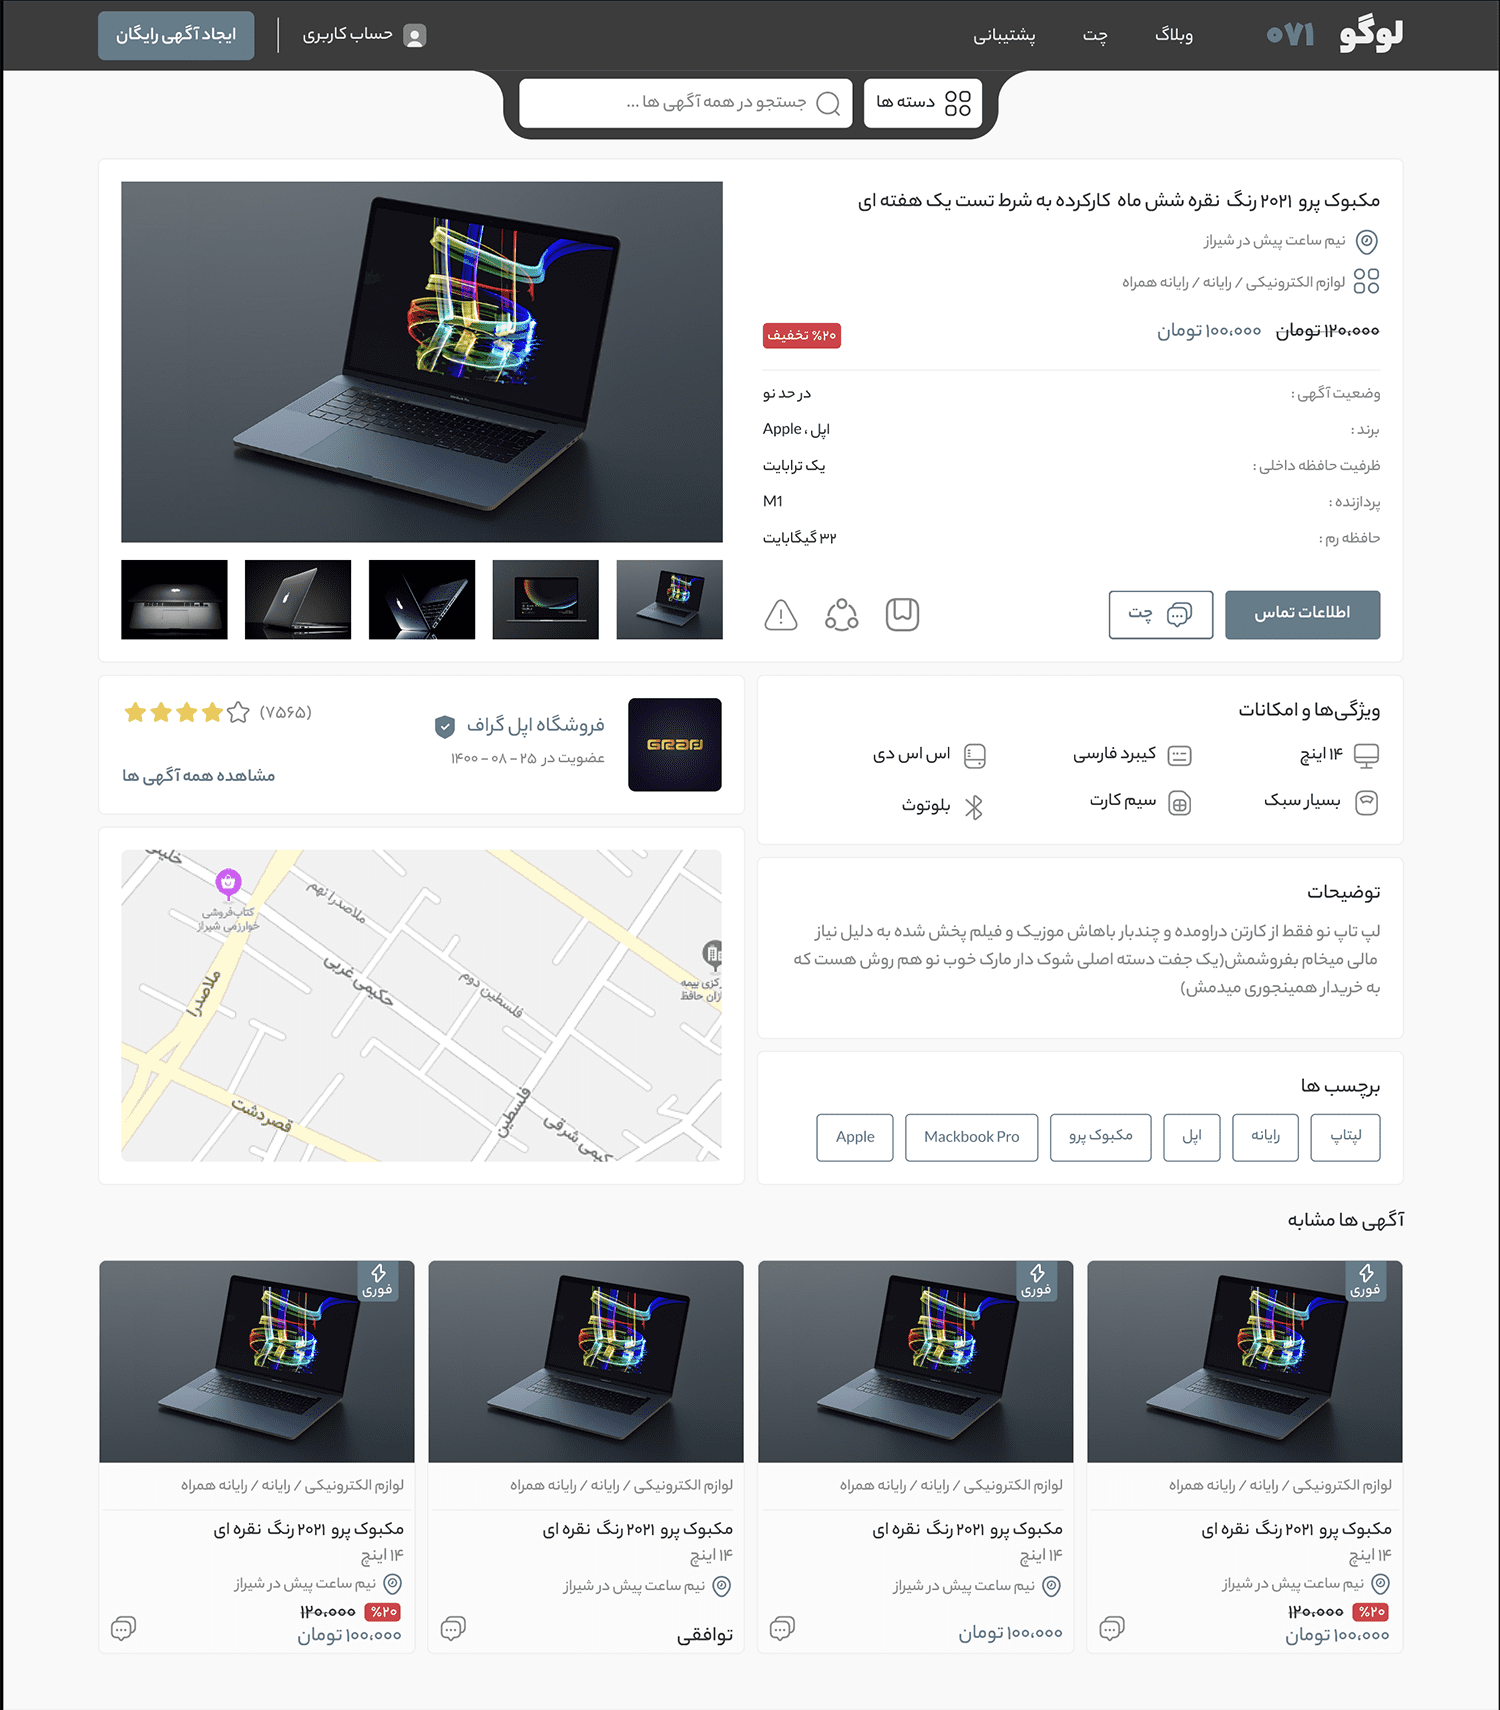 لوگو ۰۷۱ وبلاگ چت پشتیبانی حساب کاربری ایجاد آگهی رایگان
دسته ها جستجو در همه آگهی ها ...
مکبوک پرو ۲۰۲۱ رنگ نقره شش ماه کارکرده به شرط تست یک هفته ای
نیم ساعت پیش در شیراز
لوازم الکترونیکی / رایانه / رایانه همراه
۱۲۰،۰۰۰ تومان ۱۰۰،۰۰۰ تومان ۲۰٪ تخفیف
وضعیت آگهی : در حد نو
برند : اپل ، Apple
ظرفیت حافظه داخلی : یک ترابایت
پردازنده : M1
حافظه رم : ۳۲ گیگابایت
اطلاعات تماس چت
ویژگی‌ها و امکانات
۱۴ اینچ کیبرد فارسی اس اس دی
بسیار سبک سیم کارت بلوتوث
GRAF
فروشگاه اپل گراف (۷۵۶۵)
عضویت در ۲۵ - ۰۸ - ۱۴۰۰
مشاهده همه آگهی ها
توضیحات
لپ تاپ نو فقط از کارتن دراومده و چندبار باهاش موزیک و فیلم پخش شده به دلیل نیاز
مالی میخام بفروشمش(یک جفت دسته اصلی شوک دار مارک خوب نو هم روش هست که
به خریدار همینجوری میدمش)
خلیلی
کتاب‌فروشی
خوارزمی شیراز
ملاصدرا نهم
ملاصدرا
حکیمی غربی
فلسطین دوم
رکزی بیمه
زان حافظ
قصردشت
فلسطین
کیمی شرقی
برچسب ها
لپتاپ رایانه اپل مکبوک پرو Mackbook Pro Apple
آگهی ها مشابه
فوری
لوازم الکترونیکی / رایانه / رایانه همراه
مکبوک پرو ۲۰۲۱ رنگ نقره ای
۱۴ اینچ
نیم ساعت پیش در شیراز
۲۰٪ ۱۲۰،۰۰۰
۱۰۰،۰۰۰ تومان
فوری
لوازم الکترونیکی / رایانه / رایانه همراه
مکبوک پرو ۲۰۲۱ رنگ نقره ای
۱۴ اینچ
نیم ساعت پیش در شیراز
۱۰۰،۰۰۰ تومان
لوازم الکترونیکی / رایانه / رایانه همراه
مکبوک پرو ۲۰۲۱ رنگ نقره ای
۱۴ اینچ
نیم ساعت پیش در شیراز
توافقی
فوری
لوازم الکترونیکی / رایانه / رایانه همراه
مکبوک پرو ۲۰۲۱ رنگ نقره ای
۱۴ اینچ
نیم ساعت پیش در شیراز
۲۰٪ ۱۲۰،۰۰۰
۱۰۰،۰۰۰ تومان